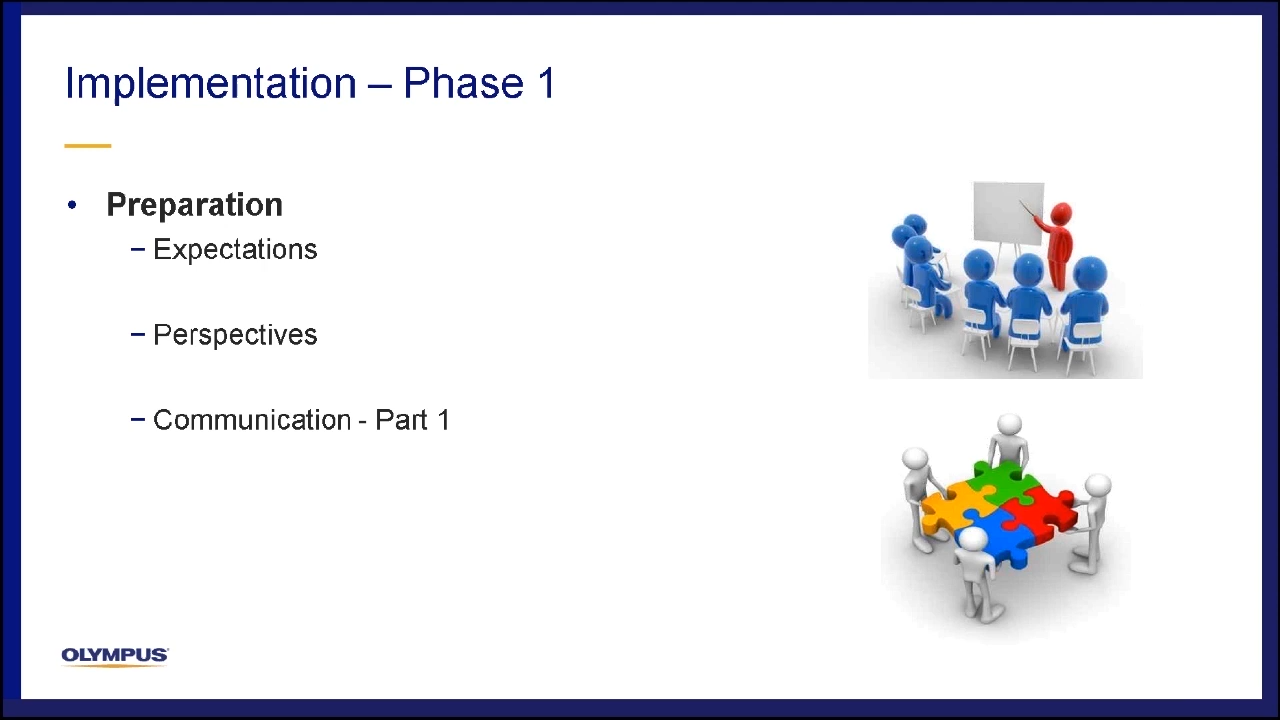 Implementation – Phase 1
• Preparation
– Expectations
– Perspectives
– Communication - Part 1
OLYMPUS